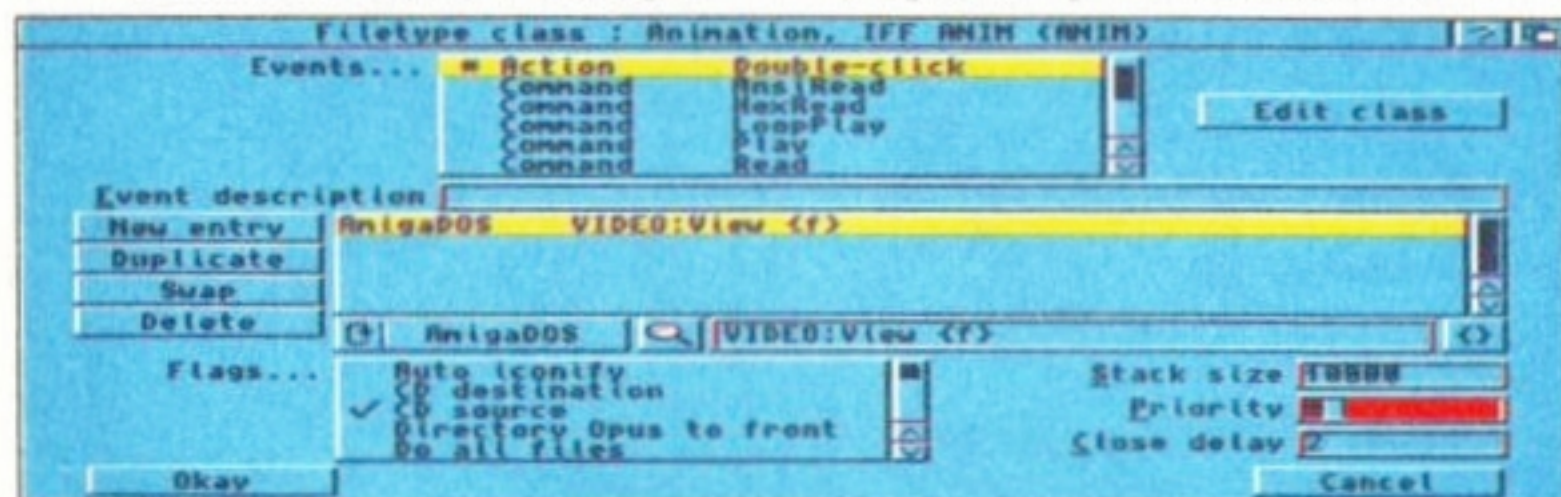 Filetype class : Animation, IFF ANIM (ANIM)
Events...
* Action Double-click
Command AnsiRead
Command HexRead
Command LoopPlay
Command Play
Command Read
Edit class
Event description
New entry
Duplicate
Swap
Delete
AmigaDOS VIDEO:View {f}
AmigaDOS VIDEO:View {f}
Flags...
Auto iconify
CD destination
CD source
Directory Opus to front
Do all files
Stack size 10000
Priority
Close delay 2
Okay
Cancel